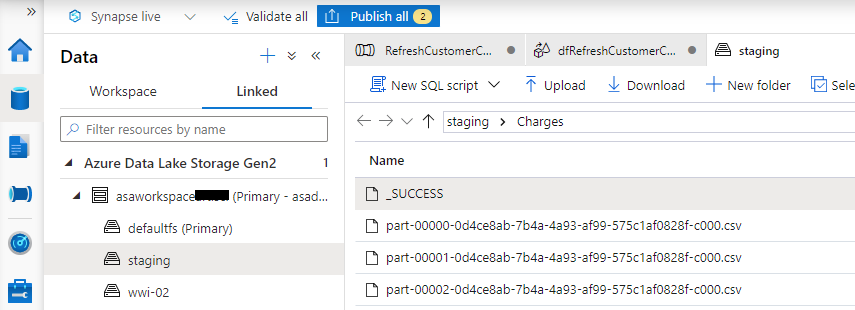 » Synapse live Validate all Publish all 2
Data
Workspace Linked
Filter resources by name
Azure Data Lake Storage Gen2 1
asaworkspace (Primary - asad...
defaultfs (Primary)
staging
wwi-02
RefreshCustomerC... dfRefreshCustomerC... staging
New SQL script Upload Download New folder Sele
staging > Charges
Name
_SUCCESS
part-00000-0d4ce8ab-7b4a-4a93-af99-575c1af0828f-c000.csv
part-00001-0d4ce8ab-7b4a-4a93-af99-575c1af0828f-c000.csv
part-00002-0d4ce8ab-7b4a-4a93-af99-575c1af0828f-c000.csv